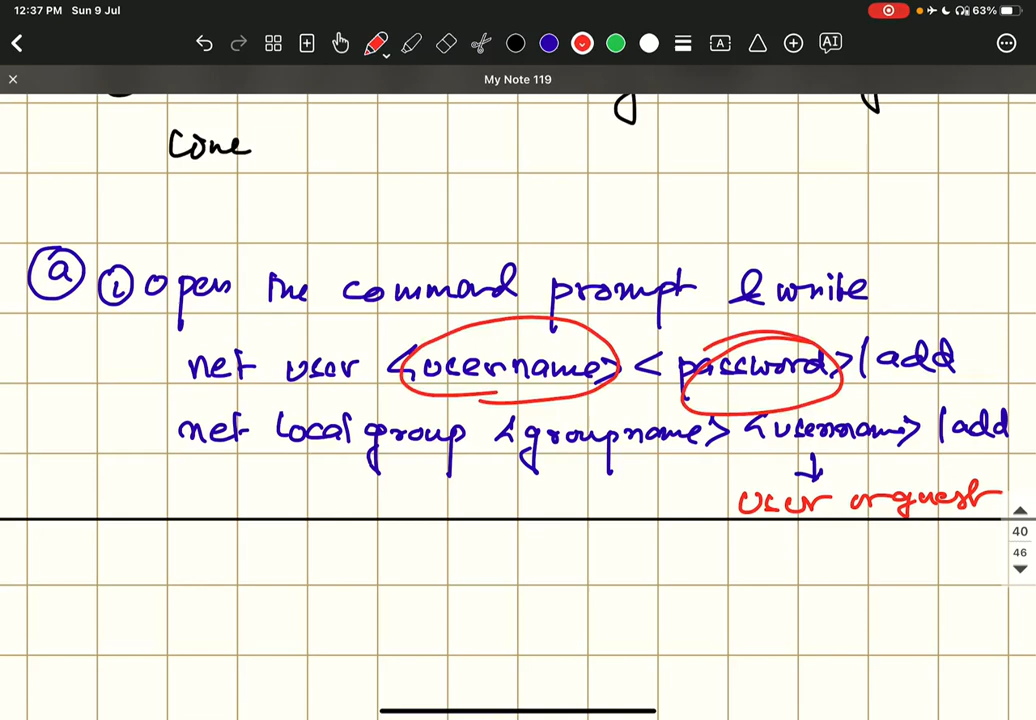 12:37 PM Sun 9 Jul 63%
A AI
My Note 119
cone
a i open the command prompt & write
net user <username> <password> /add
net localgroup <groupname> <username> /add
user or guest
40
46